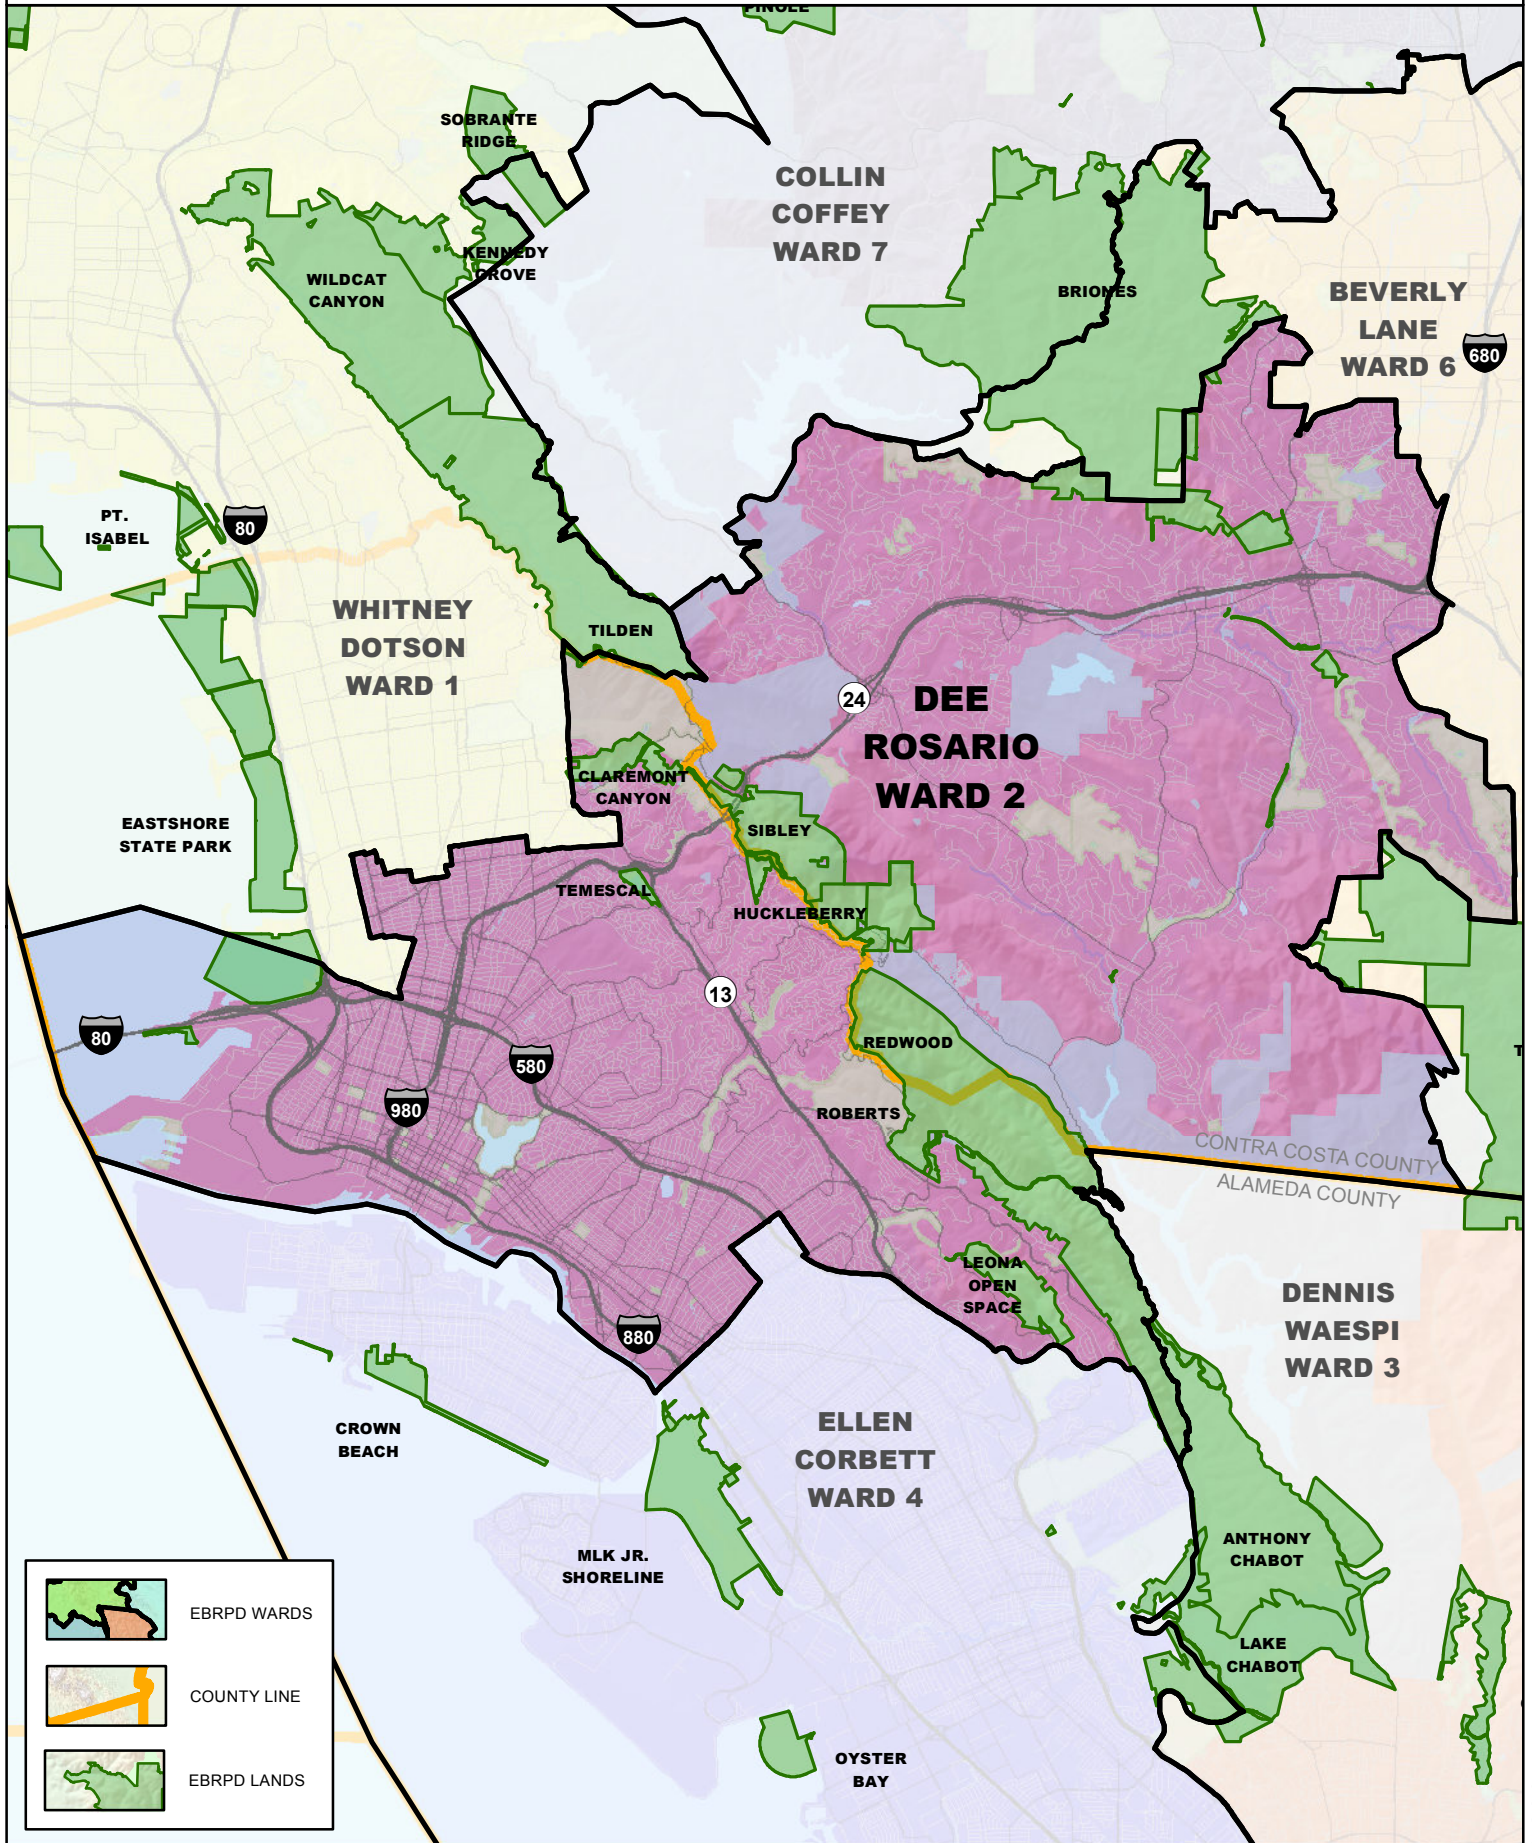 PINOLE
SOBRANTE
RIDGE
COLLIN
COFFEY
WARD 7
KENNEDY
GROVE
WILDCAT
CANYON
BRIONES
BEVERLY
LANE
WARD 6
680
PT.
ISABEL
80
WHITNEY
DOTSON
WARD 1
TILDEN
24
DEE
ROSARIO
WARD 2
CLAREMONT
CANYON
EASTSHORE
STATE PARK
SIBLEY
TEMESCAL
HUCKLEBERRY
13
80
REDWOOD
T
580
980
ROBERTS
CONTRA COSTA COUNTY
ALAMEDA COUNTY
LEONA
OPEN
SPACE
DENNIS
WAESPI
WARD 3
880
CROWN
BEACH
ELLEN
CORBETT
WARD 4
MLK JR.
SHORELINE
ANTHONY
CHABOT
LAKE
CHABOT
OYSTER
BAY
EBRPD WARDS
COUNTY LINE
EBRPD LANDS